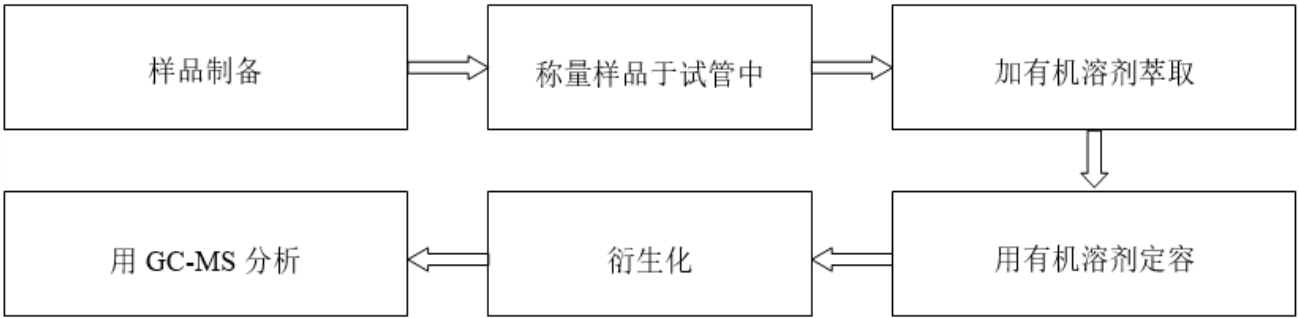 样品制备
称量样品于试管中
加有机溶剂萃取
用有机溶剂定容
衍生化
用 GC-MS 分析